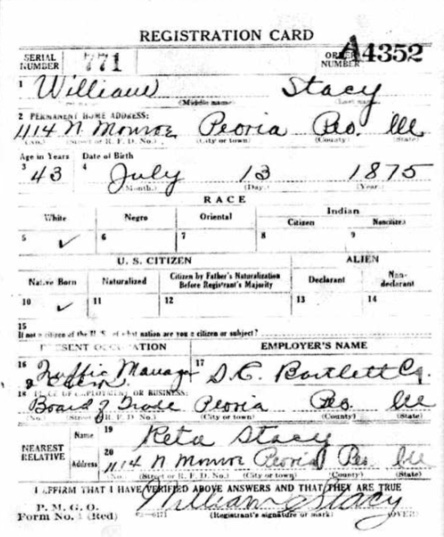 REGISTRATION CARD
SERIAL NUMBER 771 ORDER NUMBER A4352
1 William Stacy
(Middle name) (Last name)
2 PERMANENT HOME ADDRESS:
1114 N Monroe Peoria Peo. Ill
(No.) (Street or R. F. D. No.) (City or town) (County) (State)
Age in Years Date of Birth
3 43 4 July 13 1875
(Month.) (Day.) (Year.)
RACE
White Negro Oriental Indian
Citizen Noncitizen
5 ✓ 6 7 8 9
U. S. CITIZEN ALIEN
Native Born Naturalized Citizen by Father's Naturalization Before Registrant's Majority Declarant Non-declarant
10 ✓ 11 12 13 14
15
If not a citizen of the U. S., of what nation are you a citizen or subject?
PRESENT OCCUPATION EMPLOYER'S NAME
16 Traffic Manager 17 S.C. Bartlett Co.
18 PLACE OF EMPLOYMENT OR BUSINESS:
Board of Trade Peoria Peo. Ill
(No.) (Street or R. F. D. No.) (City or town) (County) (State)
NEAREST RELATIVE
Name 19 Reta Stacy
Address 20 1114 N Monroe Peoria Peo. Ill
(No.) (Street or R. F. D. No.) (City or town) (County) (State)
I AFFIRM THAT I HAVE VERIFIED ABOVE ANSWERS AND THAT THEY ARE TRUE
P. M. G. O.
Form No. 1 (Red) William Stacy
(Registrant's signature or mark) (OVER)